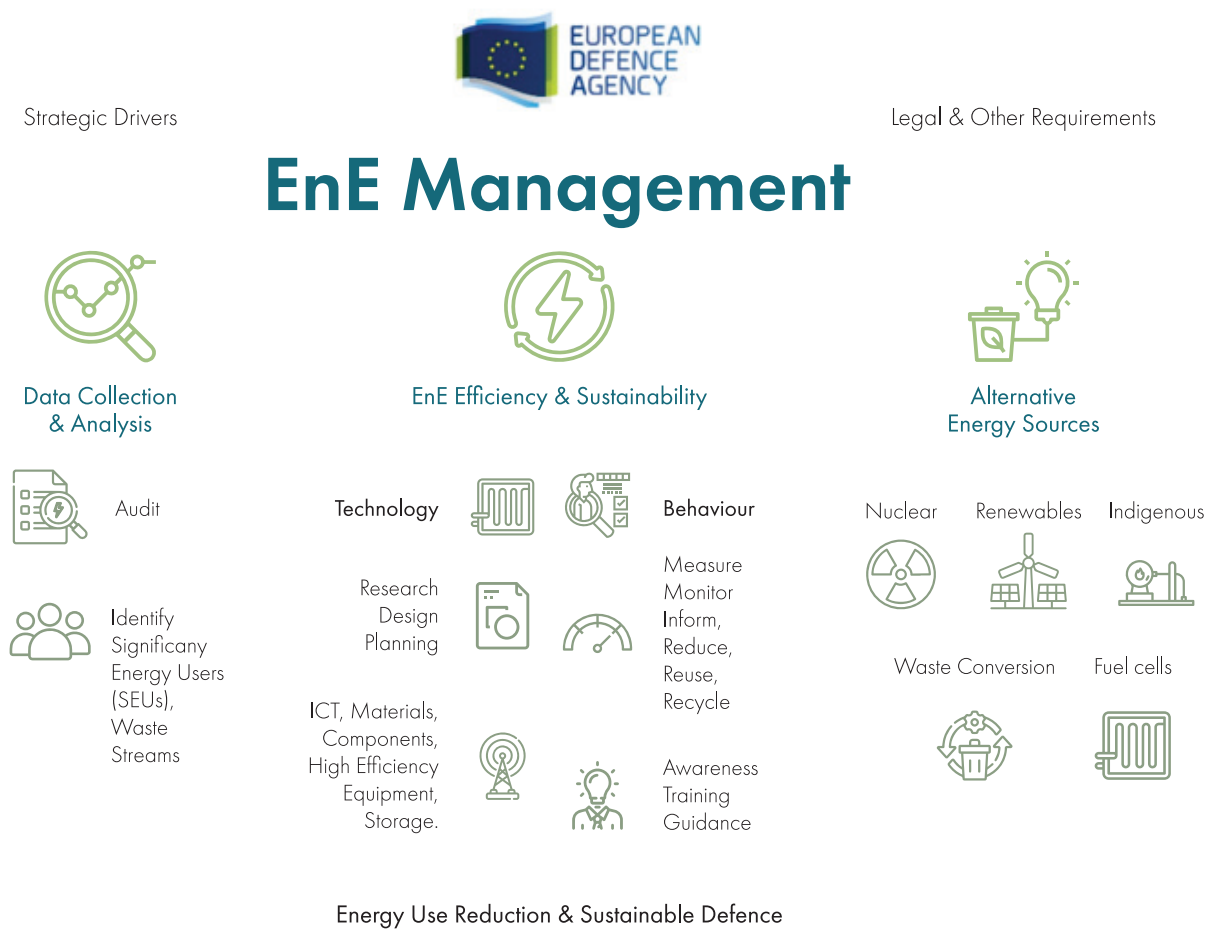 EUROPEAN
DEFENCE
AGENCY
Strategic Drivers
Legal & Other Requirements
EnE Management
Data Collection
& Analysis
Audit
Identify
Significany
Energy Users
(SEUs),
Waste
Streams
EnE Efficiency & Sustainability
Technology
Research
Design
Planning
ICT, Materials,
Components,
High Efficiency
Equipment,
Storage.
Behaviour
Measure
Monitor
Inform,
Reduce,
Reuse,
Recycle
Awareness
Training
Guidance
Alternative
Energy Sources
Nuclear
Renewables
Indigenous
Waste Conversion
Fuel cells
Energy Use Reduction & Sustainable Defence